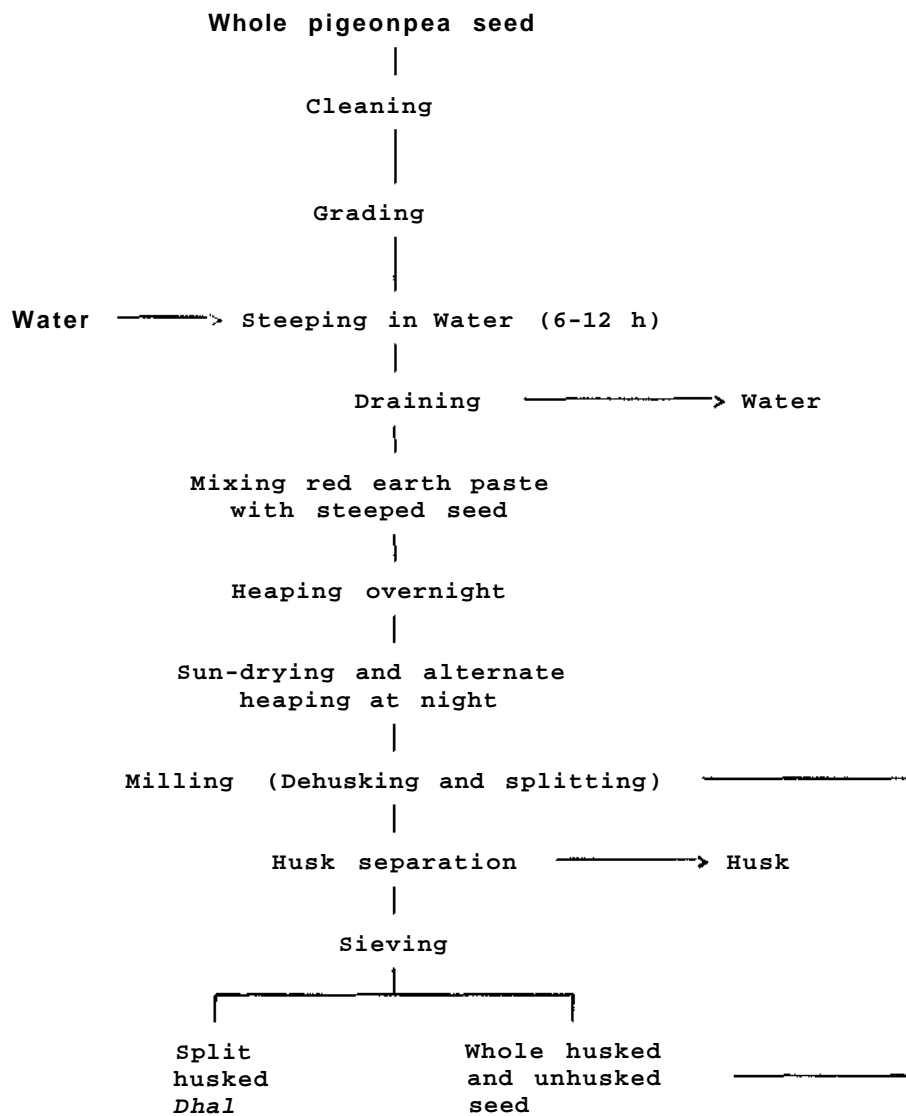 Whole pigeonpea seed
Cleaning
Grading
Water
Steeping in Water (6-12 h)
Draining
Water
Mixing red earth paste
with steeped seed
Heaping overnight
Sun-drying and alternate
heaping at night
Milling (Dehusking and splitting)
Husk separation
Husk
Sieving
Split
husked
Dhal
Whole husked
and unhusked
seed